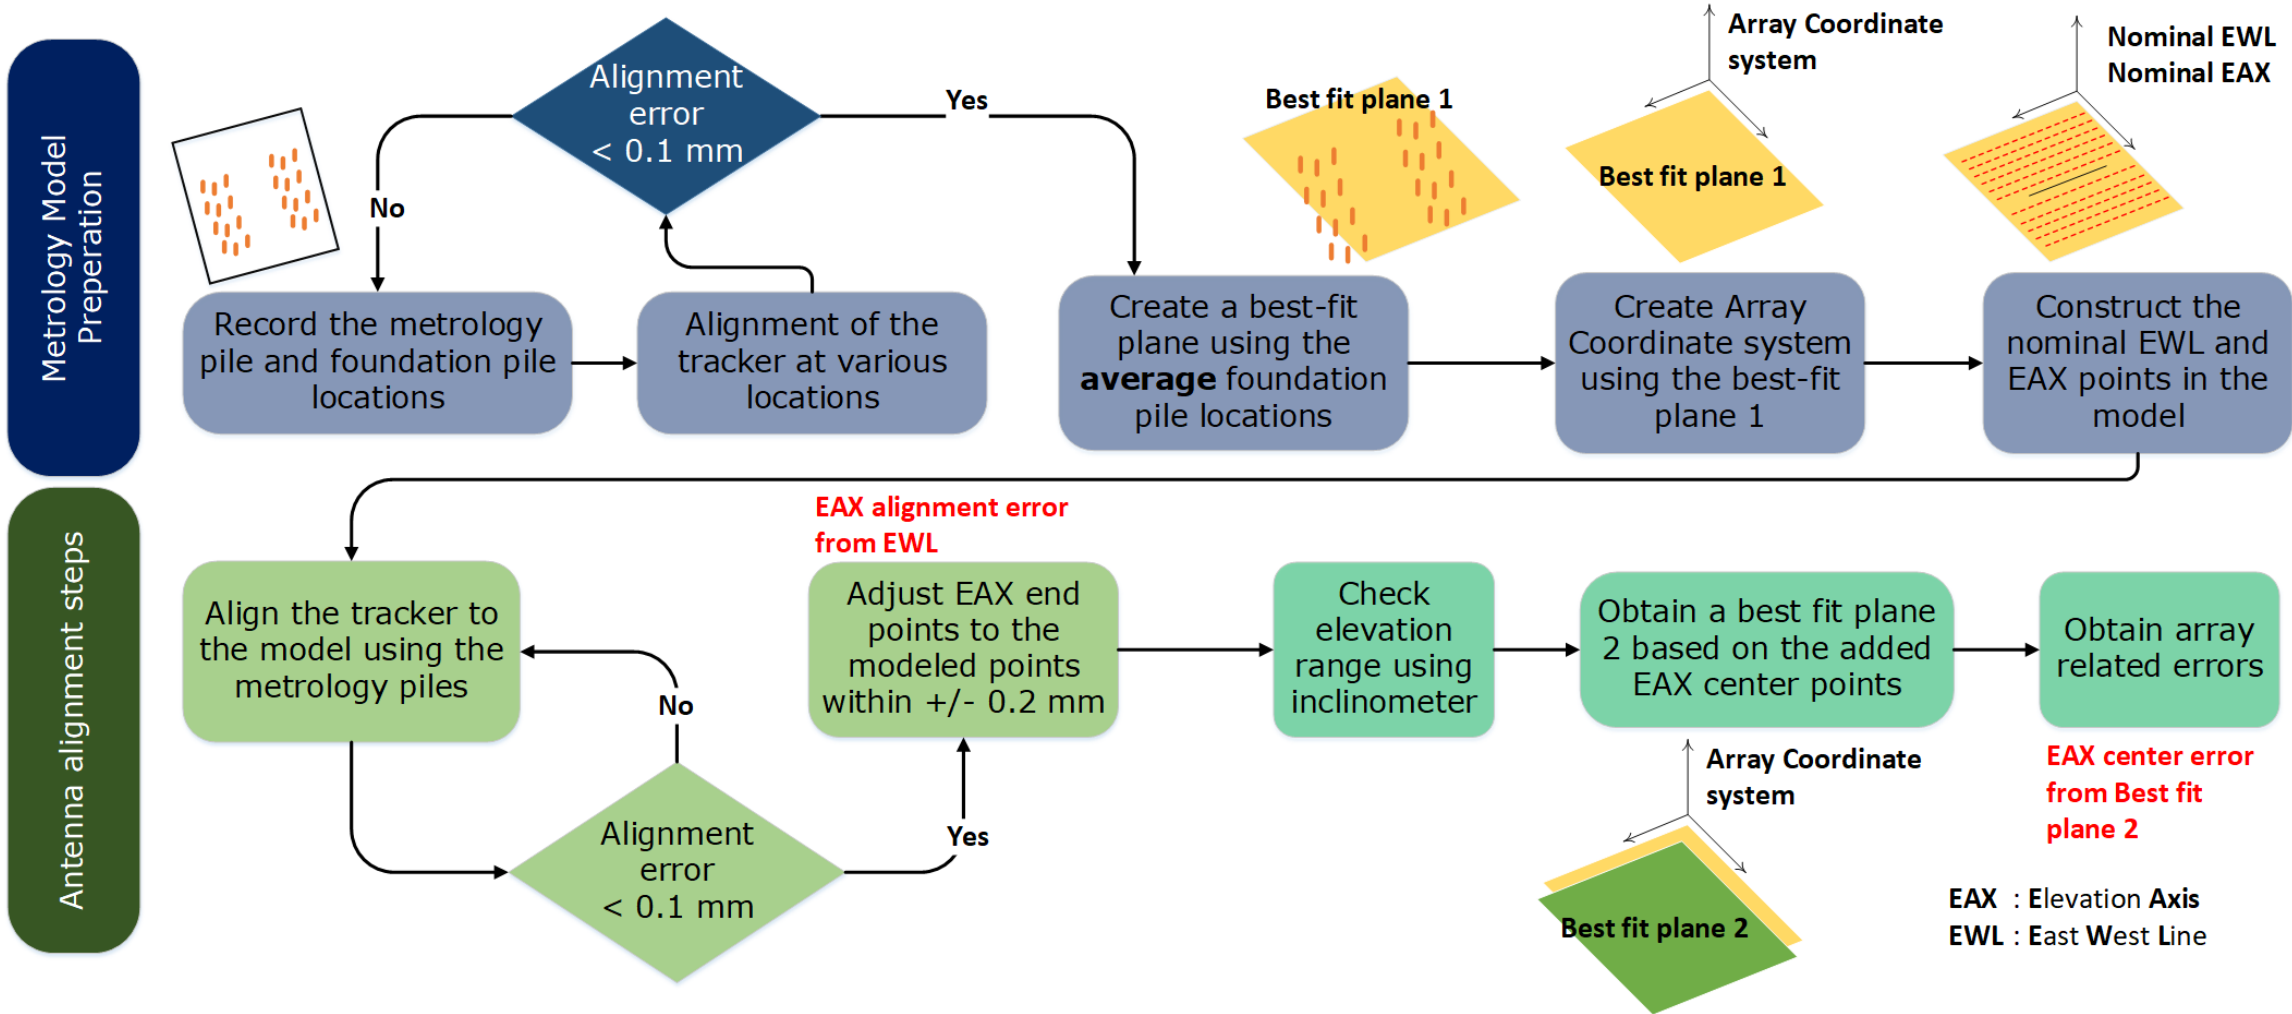 Metrology Model
Preperation
Alignment
error
< 0.1 mm
Yes
No
Record the metrology
pile and foundation pile
locations
Alignment of the
tracker at various
locations
Best fit plane 1
Create a best-fit
plane using the
average foundation
pile locations
Array Coordinate
system
Best fit plane 1
Create Array
Coordinate system
using the best-fit
plane 1
Nominal EWL
Nominal EAX
Construct the
nominal EWL and
EAX points in the
model
Antenna alignment steps
Align the tracker to
the model using the
metrology piles
No
Alignment
error
< 0.1 mm
Yes
EAX alignment error
from EWL
Adjust EAX end
points to the
modeled points
within +/- 0.2 mm
Check
elevation
range using
inclinometer
Obtain a best fit plane
2 based on the added
EAX center points
Array Coordinate
system
Best fit plane 2
Obtain array
related errors
EAX center error
from Best fit
plane 2
EAX : Elevation Axis
EWL : East West Line